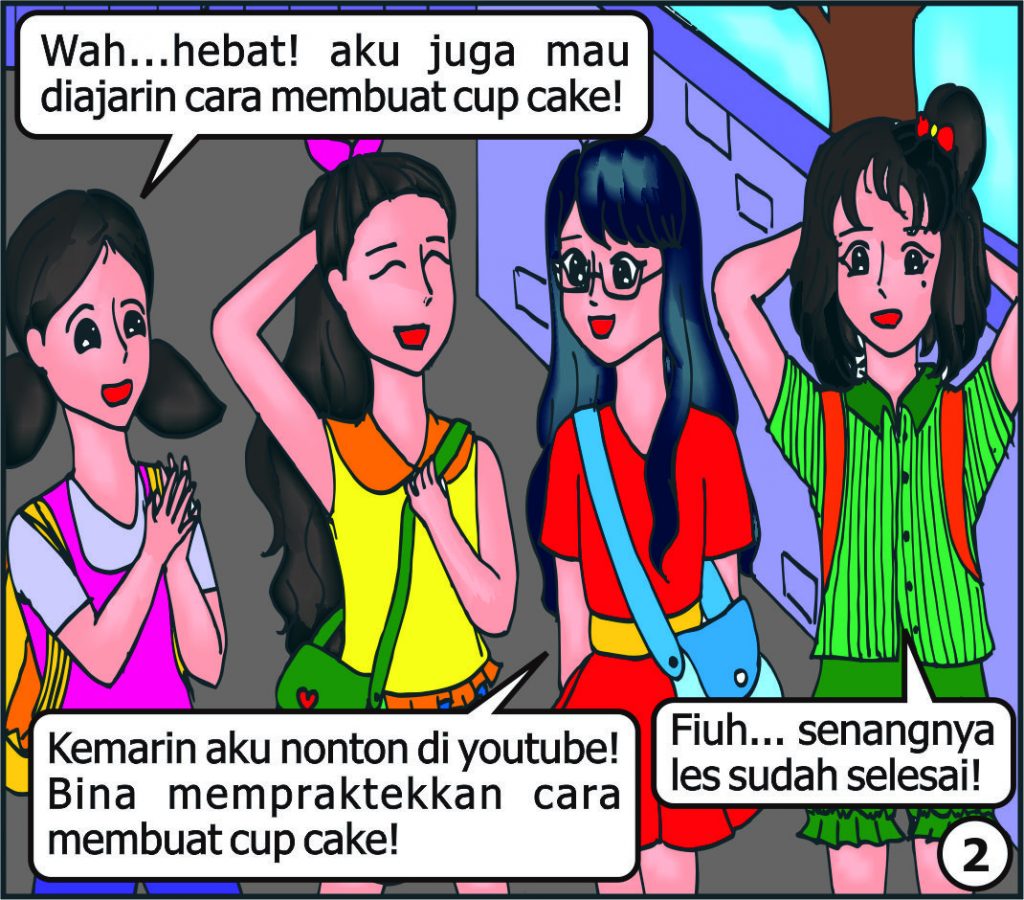 Wah...hebat! aku juga mau
diajarin cara membuat cup cake!
Kemarin aku nonton di youtube!
Bina mempraktekkan cara
membuat cup cake!
Fiuh... senangnya
les sudah selesai!
2